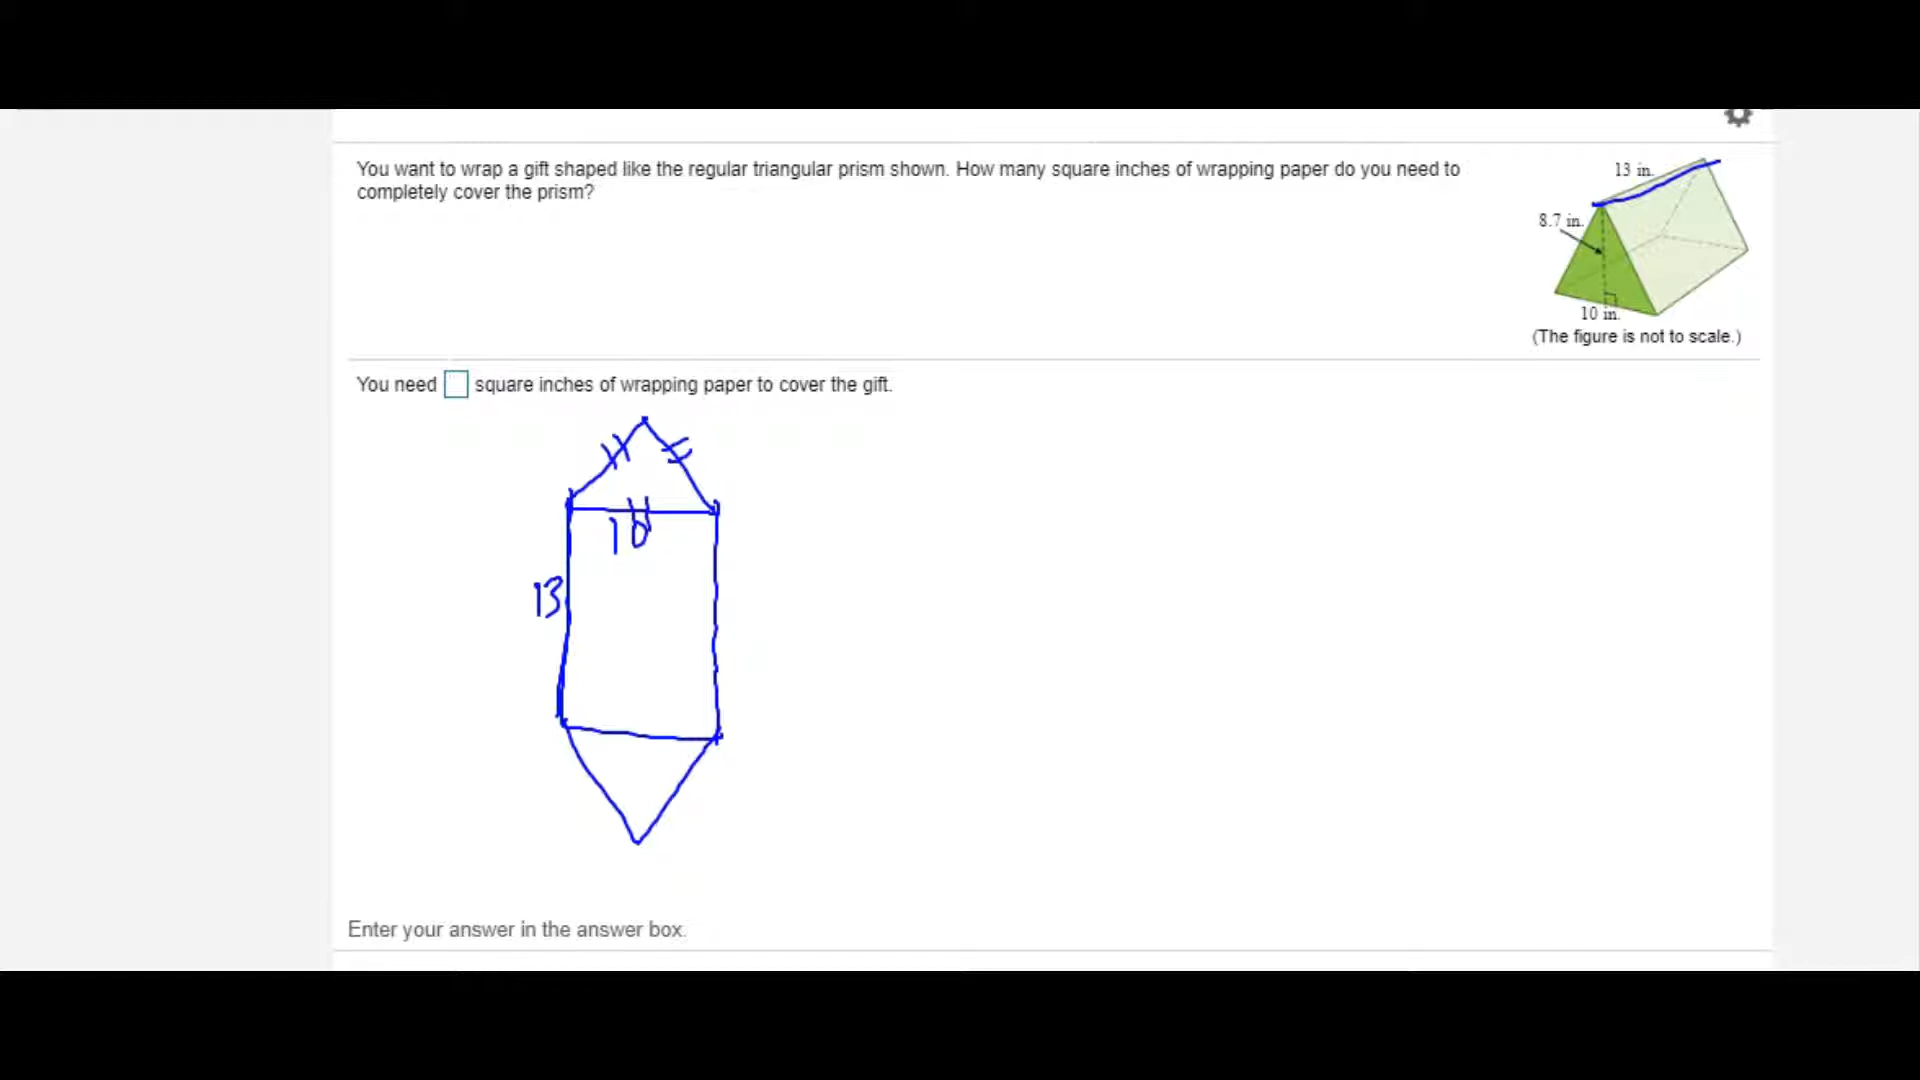 You want to wrap a gift shaped like the regular triangular prism shown. How many square inches of wrapping paper do you need to
completely cover the prism?
13 in.
8.7 in.
10 in.
(The figure is not to scale.)
You need square inches of wrapping paper to cover the gift.
10
13
Enter your answer in the answer box.